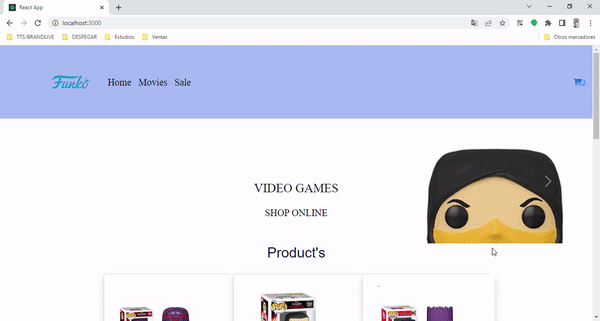 React App
localhost:3000
TTS/BRANDLIVE DESPEGAR Estudios Ventas Otros marcadores
Funko Home Movies Sale
VIDEO GAMES
SHOP ONLINE
Product's